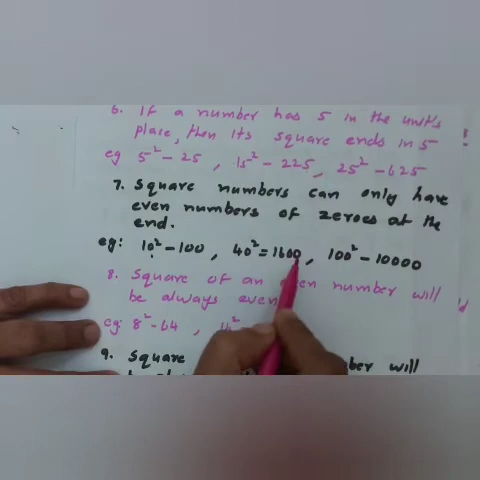 6. If a number has 5 in the unit's
place, then its square ends in 5
eg 5² - 25 , 15² - 225 , 25² - 625
7. Square numbers can only have
even numbers of zeroes at the
end.
eg: 10² - 100 , 40² = 1600 , 100² - 10000
8. Square of an even number will
be always even
eg: 8² - 64 ,
9. Square will